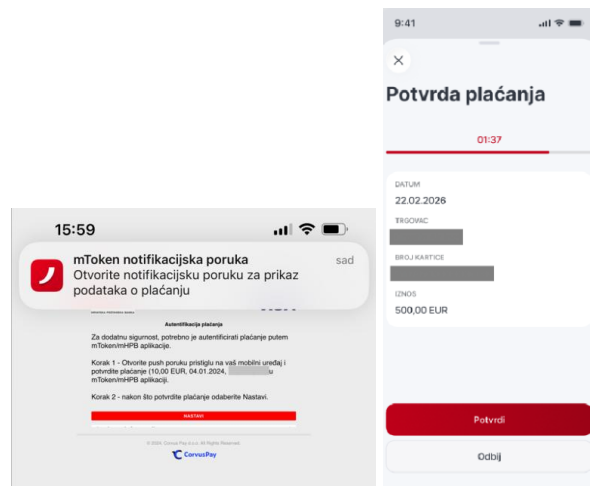 15:59
mToken notifikacijska poruka
sad
Otvorite notifikacijsku poruku za prikaz
podataka o plaćanju
Autentifikacija plaćanja
Za dodatnu sigurnost, potrebno je autentificirati plaćanje putem
mToken/mHPB aplikacije.
Korak 1 - Otvorite push poruku pristiglu na vaš mobilni uređaj i
potvrdite plaćanje (10,00 EUR, 04.01.2024, u
mToken/mHPB aplikaciji.
Korak 2 - nakon što potvrdite plaćanje odaberite Nastavi.
NASTAVI
© 2024. Corvus Pay d.o.o. All Rights Reserved.
CorvusPay
9:41
Potvrda plaćanja
01:37
DATUM
22.02.2026
TRGOVAC
BROJ KARTICE
IZNOS
500,00 EUR
Potvrdi
Odbij